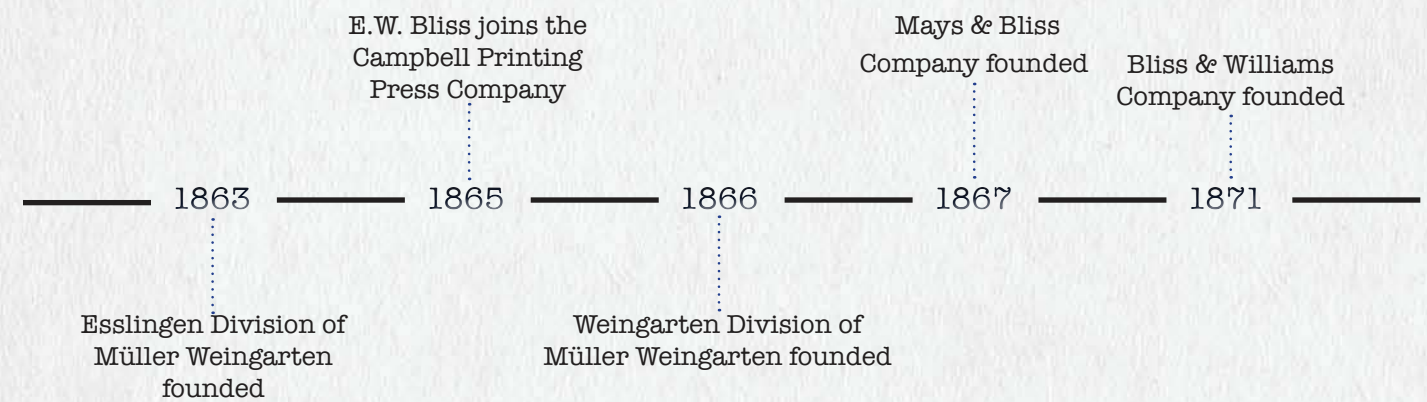 E.W. Bliss joins the
Campbell Printing
Press Company
Mays & Bliss
Company founded
Bliss & Williams
Company founded
1863
1865
1866
1867
1871
Esslingen Division of
Müller Weingarten
founded
Weingarten Division of
Müller Weingarten founded